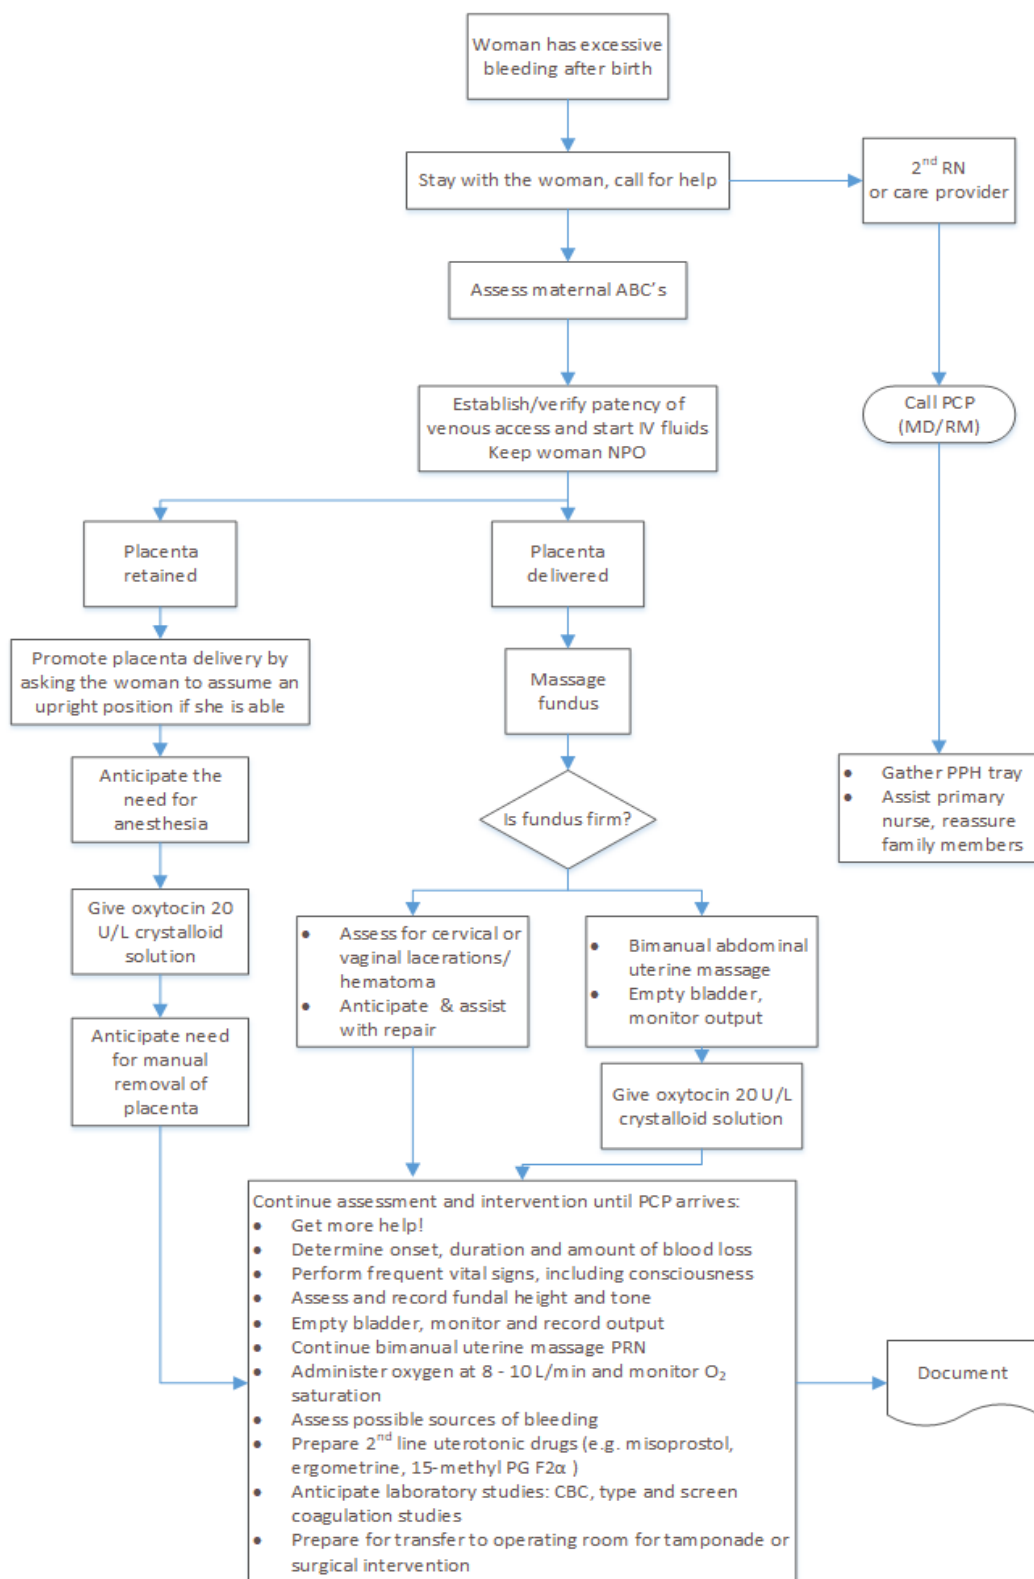 Woman has excessive
bleeding after birth
Stay with the woman, call for help
2nd RN
or care provider
Assess maternal ABC's
Establish/verify patency of
venous access and start IV fluids
Keep woman NPO
Call PCP
(MD/RM)
Placenta
retained
Placenta
delivered
Promote placenta delivery by
asking the woman to assume an
upright position if she is able
Massage
fundus
Anticipate the
need for
anesthesia
Is fundus firm?
• Gather PPH tray
• Assist primary
nurse, reassure
family members
Give oxytocin 20
U/L crystalloid
solution
• Assess for cervical or
vaginal lacerations/
hematoma
• Anticipate & assist
with repair
• Bimanual abdominal
uterine massage
• Empty bladder,
monitor output
Anticipate need
for manual
removal of
placenta
Give oxytocin 20 U/L
crystalloid solution
Continue assessment and intervention until PCP arrives:
• Get more help!
• Determine onset, duration and amount of blood loss
• Perform frequent vital signs, including consciousness
• Assess and record fundal height and tone
• Empty bladder, monitor and record output
• Continue bimanual uterine massage PRN
• Administer oxygen at 8 - 10 L/min and monitor O₂
saturation
• Assess possible sources of bleeding
• Prepare 2nd line uterotonic drugs (e.g. misoprostol,
ergometrine, 15-methyl PG F2α )
• Anticipate laboratory studies: CBC, type and screen
coagulation studies
• Prepare for transfer to operating room for tamponade or
surgical intervention
Document